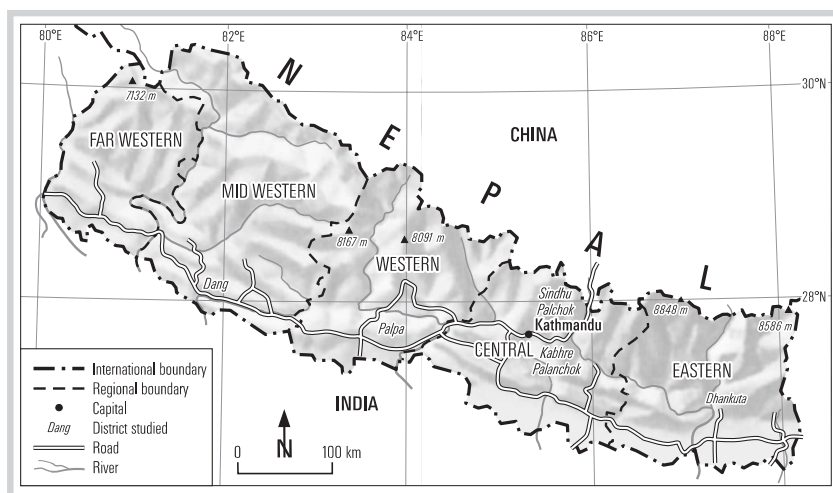 80°E
82°E
84°E
86°E
88°E
30°N
28°N
7132 m
N
E
P
A
L
CHINA
FAR WESTERN
MID WESTERN
8167 m
8091 m
WESTERN
Dang
Sindhu
Palchok
Kathmandu
8848 m
8586 m
Palpa
CENTRAL
Kabhre
Palanchok
EASTERN
Dhankuta
INDIA
International boundary
Regional boundary
Capital
Dang District studied
Road
River
N
0 100 km